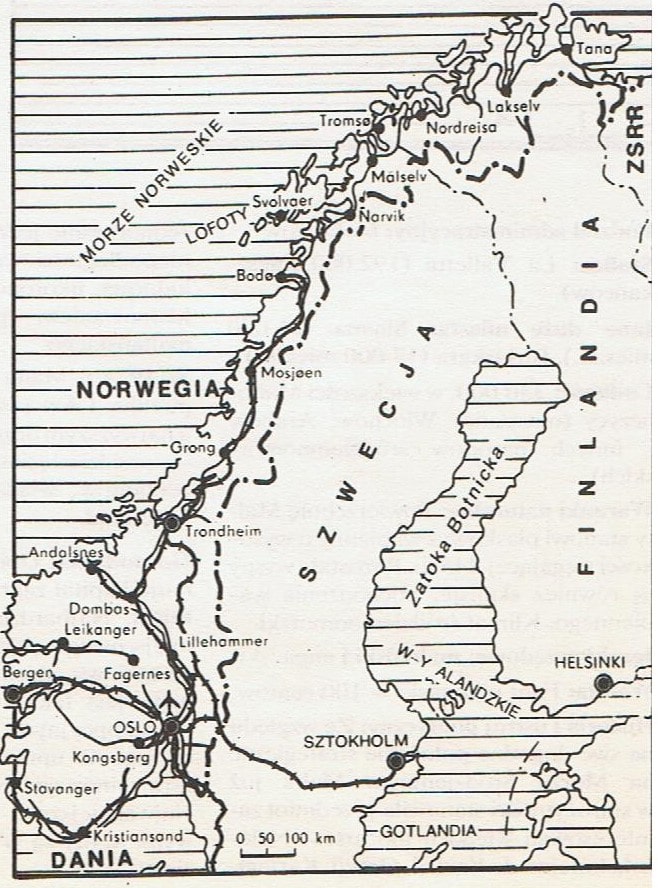 Tana
Lakselv
Tromsø
Nordreisa
ZSRR
Målselv
MORZE NORWESKIE
Svolvaer
LOFOTY
Narvik
Bodø
FINLANDIA
SZWECJA
Mosjøen
NORWEGIA
Grong
Zatoka Botnicka
Trondheim
Andalsnes
Dombas
Leikanger
Lillehammer
Fagernes
Bergen
W-Y ALANDZKIE
HELSINKI
OSLO
Kongsberg
SZTOKHOLM
Stavanger
Kristiansand
GOTLANDIA
DANIA
0 50 100 km